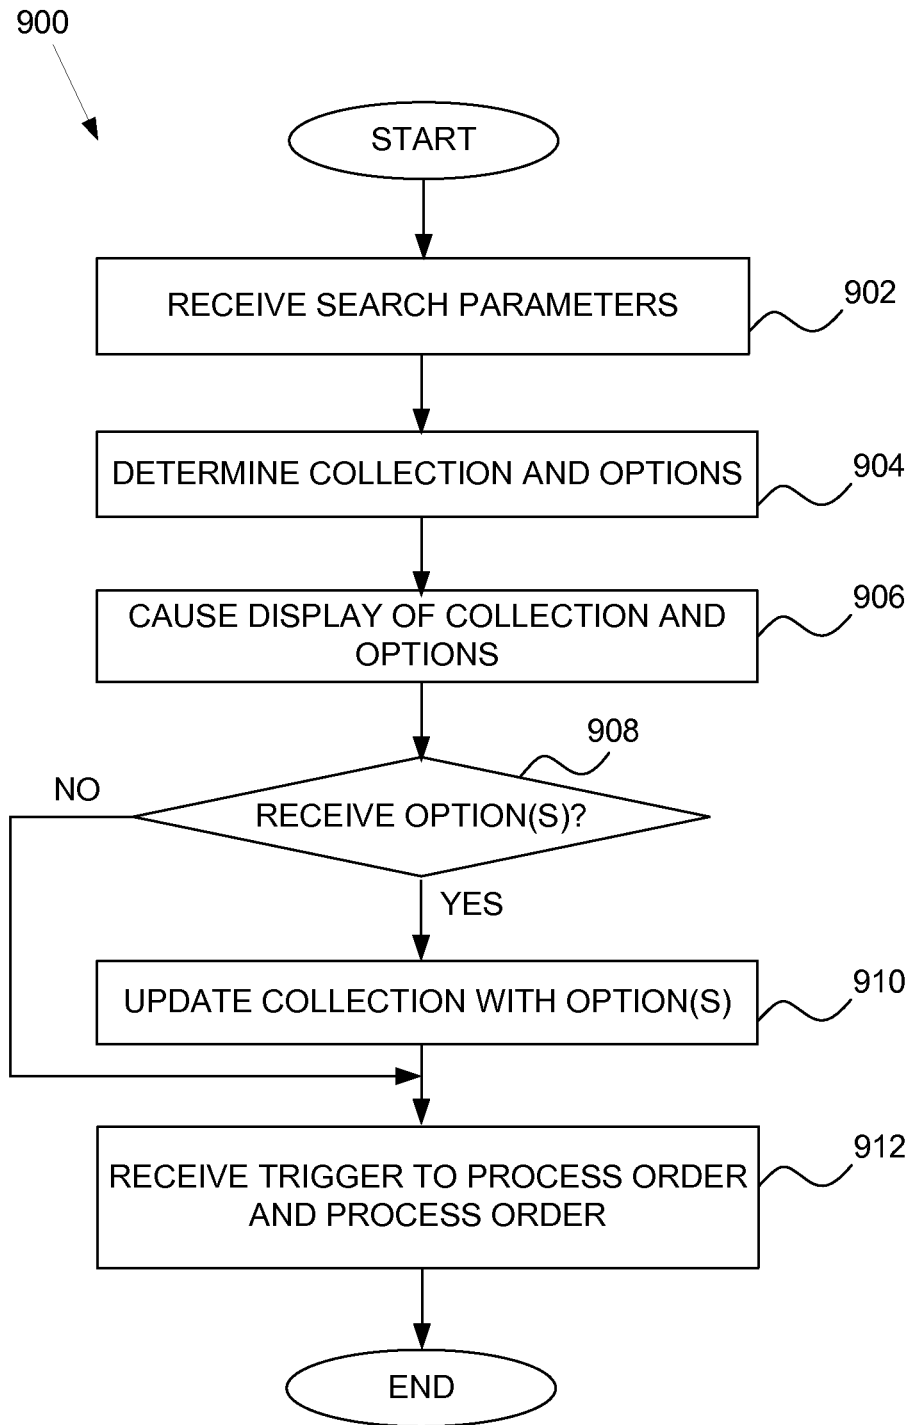 900
START
RECEIVE SEARCH PARAMETERS
902
DETERMINE COLLECTION AND OPTIONS
904
CAUSE DISPLAY OF COLLECTION AND
OPTIONS
906
908
RECEIVE OPTION(S)?
NO
YES
UPDATE COLLECTION WITH OPTION(S)
910
RECEIVE TRIGGER TO PROCESS ORDER
AND PROCESS ORDER
912
END